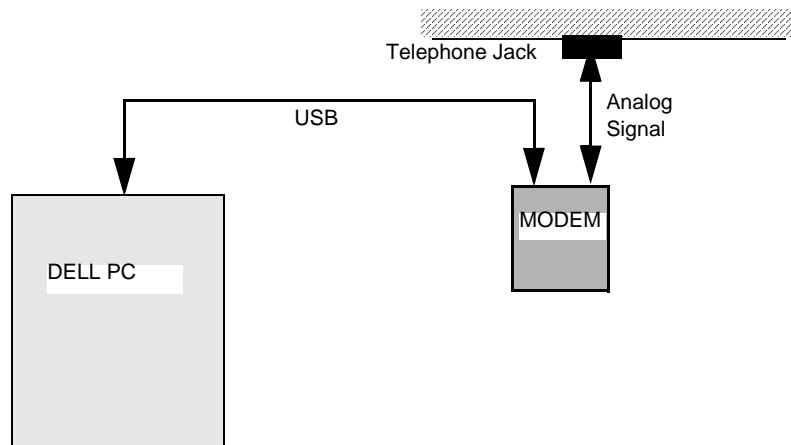 Telephone Jack
Analog
Signal
USB
MODEM
DELL PC